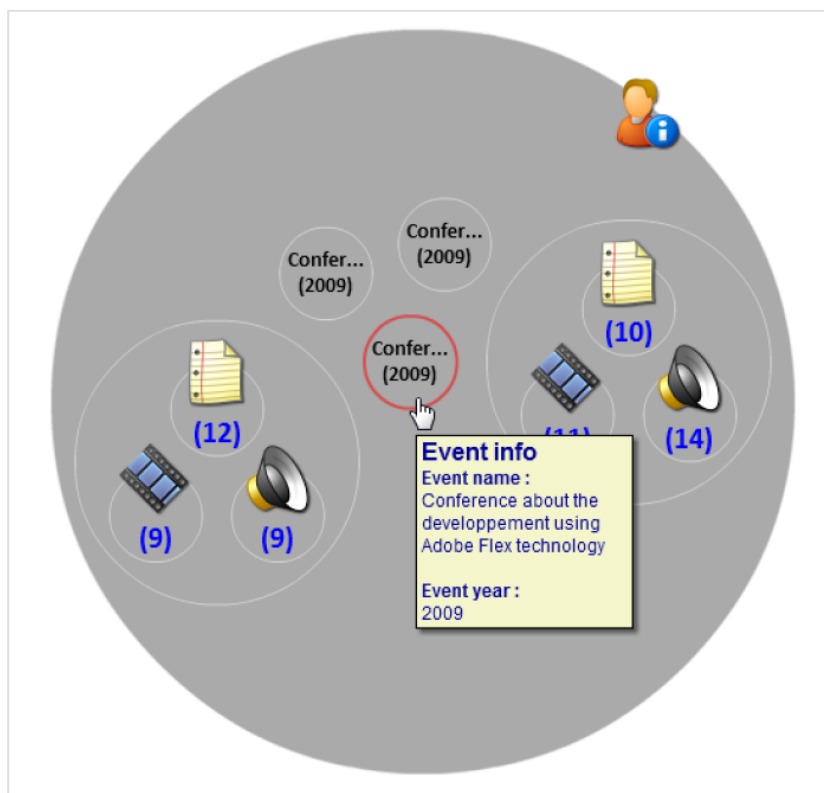 Confer...
(2009)
Confer...
(2009)
Confer...
(2009)
(10)
(14)
(12)
(9)
(9)
Event info
Event name :
Conference about the
developpement using
Adobe Flex technology
Event year :
2009